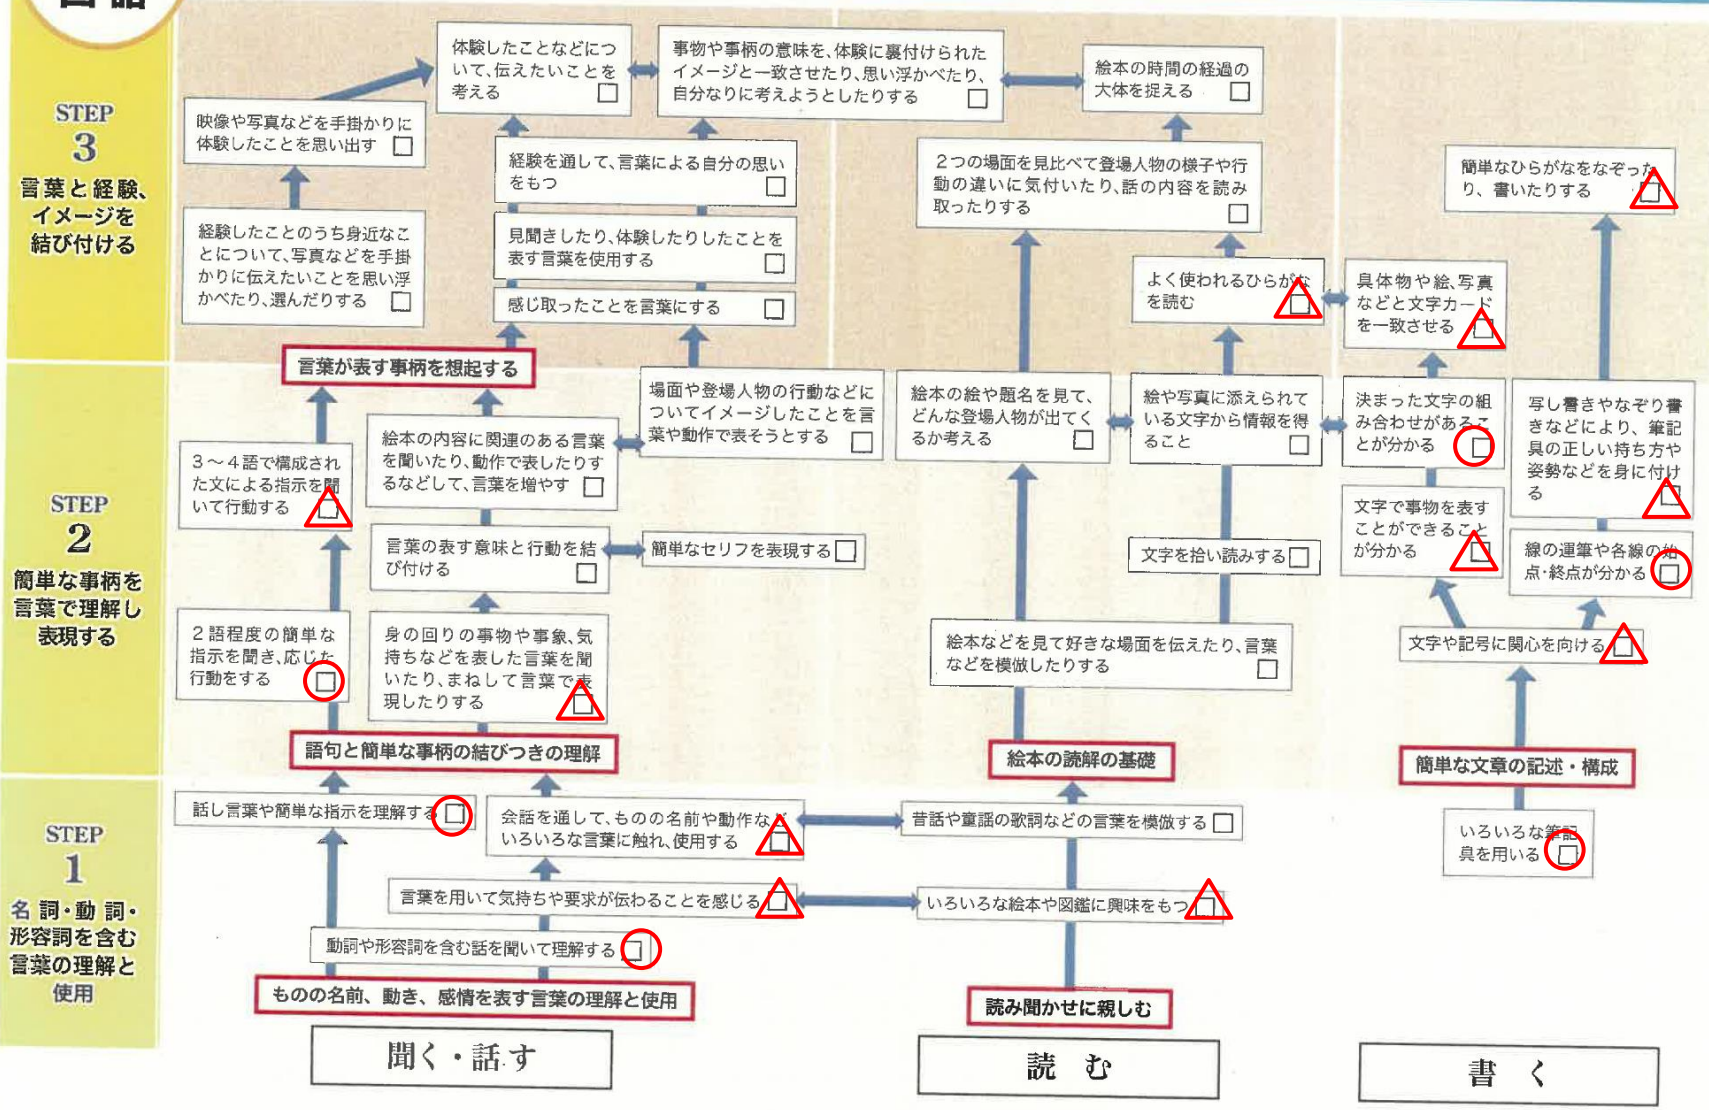 言語
STEP
3
言葉と経験、
イメージを
結び付ける
体験したことなどにつ
いて、伝えたいことを
考える
事物や事柄の意味を、体験に裏付けられた
イメージと一致させたり、思い浮かべたり、
自分なりに考えようとしたりする
絵本の時間の経過の
大体を捉える
映像や写真などを手掛かりに
体験したことを思い出す
経験を通して、言葉による自分の思い
をもつ
2つの場面を見比べて登場人物の様子や行
動の違いに気付いたり、話の内容を読み
取ったりする
簡単なひらがなをなぞった
り、書いたりする
経験したことのうち身近なこ
とについて、写真などを手掛
かりに伝えたいことを思い浮
かべたり、選んだりする
見聞きしたり、体験したりしたことを
表す言葉を使用する
感じ取ったことを言葉にする
よく使われるひらがな
を読む
具体物や絵、写真
などと文字カード
を一致させる
言葉が表す事柄を想起する
STEP
2
簡単な事柄を
言葉で理解し
表現する
場面や登場人物の行動などに
ついてイメージしたことを言
葉や動作で表そうとする
絵本の絵や題名を見て、
どんな登場人物が出てく
るか考える
絵や写真に添えられて
いる文字から情報を得
ること
決まった文字の組
み合わせがあるこ
とが分かる
写し書きやなぞり書
きなどにより、筆記
具の正しい持ち方や
姿勢などを身に付け
る
3～4語で構成され
た文による指示を聞
いて行動する
絵本の内容に関連のある言葉
を聞いたり、動作で表したりす
るなどして、言葉を増やす
文字で事物を表す
ことができること
が分かる
言葉の表す意味と行動を結
び付ける
簡単なセリフを表現する
文字を拾い読みする
線の運筆や各線の始
点・終点が分かる
2語程度の簡単な
指示を聞き、応じた
行動をする
身の回りの事物や事象、気
持ちなどを表した言葉を聞
いたり、まねして言葉で表
現したりする
絵本などを見て好きな場面を伝えたり、言葉
などを模倣したりする
文字や記号に関心を向ける
語句と簡単な事柄の結びつきの理解
絵本の読解の基礎
簡単な文章の記述・構成
STEP
1
名詞・動詞・
形容詞を含む
言葉の理解と
使用
話し言葉や簡単な指示を理解する
会話を通して、ものの名前や動作など
いろいろな言葉に触れ、使用する
昔話や童謡の歌詞などの言葉を模倣する
いろいろな筆記
具を用いる
言葉を用いて気持ちや要求が伝わることを感じる
いろいろな絵本や図鑑に興味をもつ
動詞や形容詞を含む話を聞いて理解する
ものの名前、動き、感情を表す言葉の理解と使用
読み聞かせに親しむ
聞く・話す
読む
書く